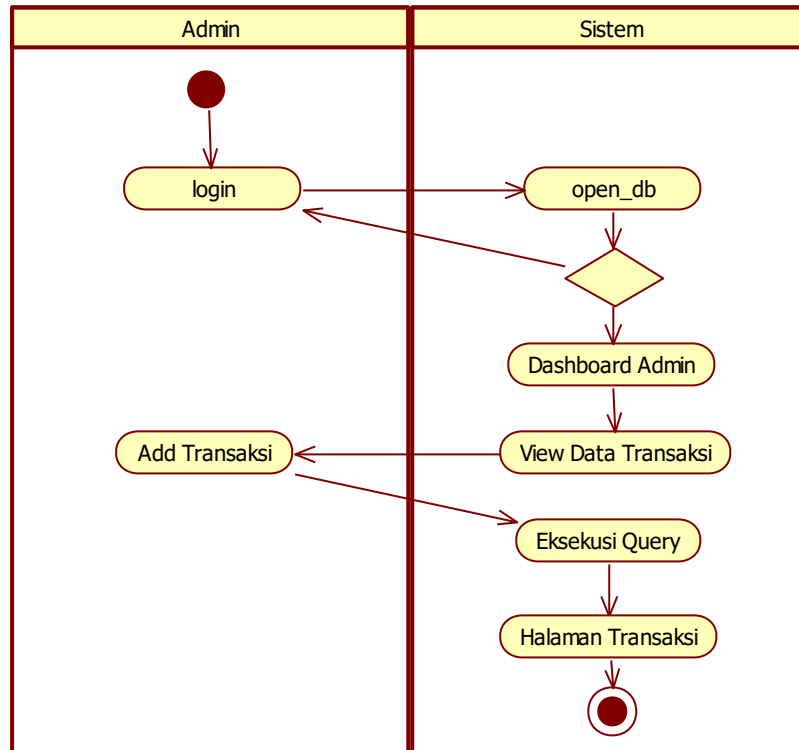 Admin
Sistem
login
open_db
Dashboard Admin
Add Transaksi
View Data Transaksi
Eksekusi Query
Halaman Transaksi